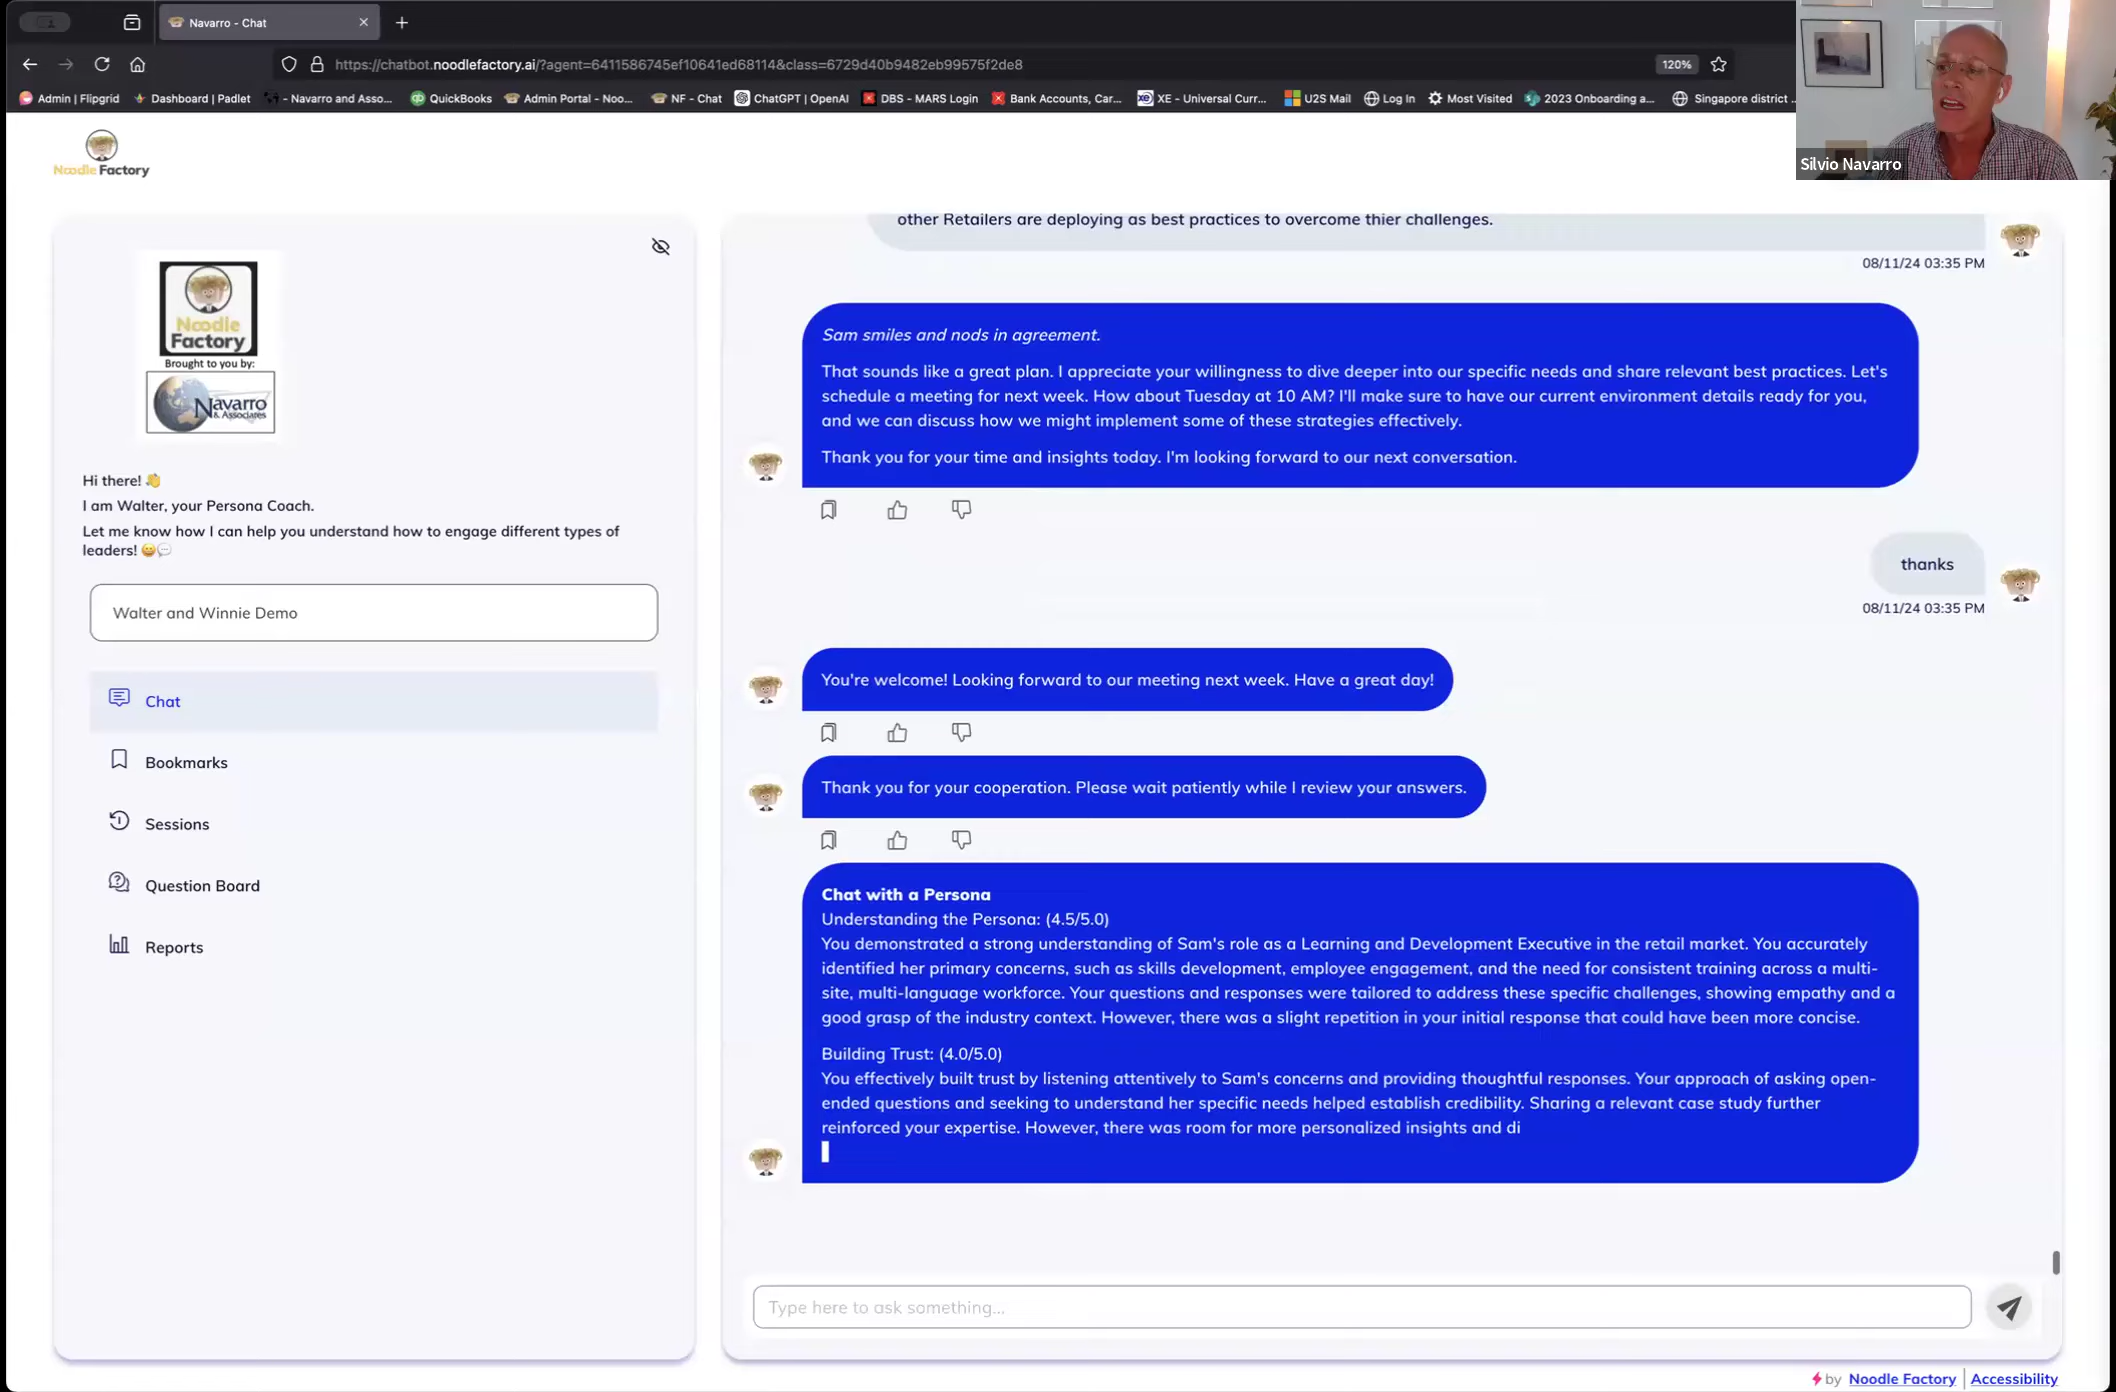 Navarro - Chat
https://chatbot.noodlefactory.ai/?agent=6411586745ef10641ed68114&class=6729d40b9482eb99575f2de8
120%
Admin | Flipgrid
Dashboard | Padlet
- Navarro and Asso...
QuickBooks
Admin Portal - Noo...
NF - Chat
ChatGPT | OpenAI
DBS - MARS Login
Bank Accounts, Car...
XE - Universal Curr...
U2S Mail
Log In
Most Visited
2023 Onboarding a...
Singapore district ...
Silvio Navarro
Noodle Factory
Noodle
Factory
Brought to you by:
Navarro
& Associates
Hi there! 👋
I am Walter, your Persona Coach.
Let me know how I can help you understand how to engage different types of
leaders! 😄💬
Walter and Winnie Demo
Chat
Bookmarks
Sessions
Question Board
Reports
other Retailers are deploying as best practices to overcome thier challenges.
08/11/24 03:35 PM
Sam smiles and nods in agreement.
That sounds like a great plan. I appreciate your willingness to dive deeper into our specific needs and share relevant best practices. Let's
schedule a meeting for next week. How about Tuesday at 10 AM? I'll make sure to have our current environment details ready for you,
and we can discuss how we might implement some of these strategies effectively.
Thank you for your time and insights today. I'm looking forward to our next conversation.
thanks
08/11/24 03:35 PM
You're welcome! Looking forward to our meeting next week. Have a great day!
Thank you for your cooperation. Please wait patiently while I review your answers.
Chat with a Persona
Understanding the Persona: (4.5/5.0)
You demonstrated a strong understanding of Sam's role as a Learning and Development Executive in the retail market. You accurately
identified her primary concerns, such as skills development, employee engagement, and the need for consistent training across a multi-
site, multi-language workforce. Your questions and responses were tailored to address these specific challenges, showing empathy and a
good grasp of the industry context. However, there was a slight repetition in your initial response that could have been more concise.
Building Trust: (4.0/5.0)
You effectively built trust by listening attentively to Sam's concerns and providing thoughtful responses. Your approach of asking open-
ended questions and seeking to understand her specific needs helped establish credibility. Sharing a relevant case study further
reinforced your expertise. However, there was room for more personalized insights and di
Type here to ask something...
by Noodle Factory | Accessibility